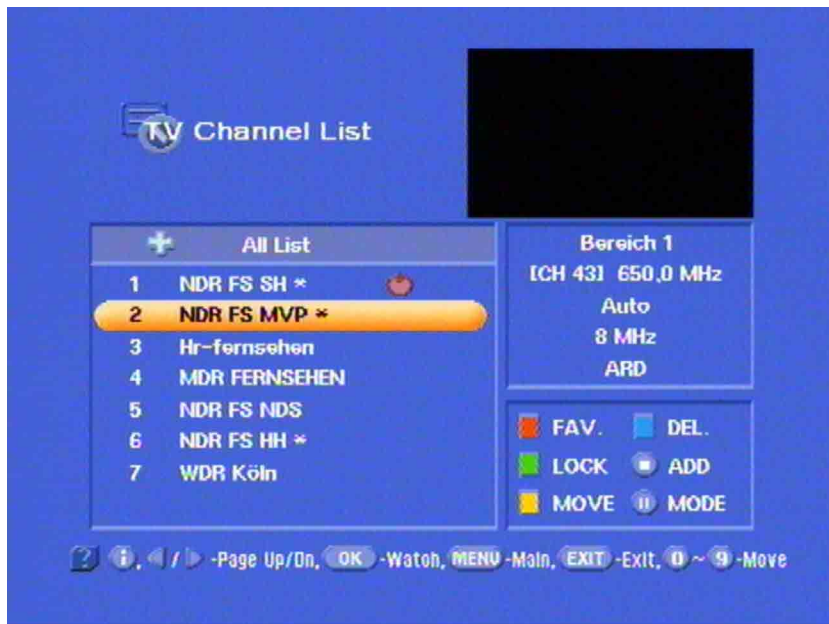 TV Channel List
All List
1 NDR FS SH *
2 NDR FS MVP *
3 Hr-fernsehen
4 MDR FERNSEHEN
5 NDR FS NDS
6 NDR FS HH *
7 WDR Köln
Bereich 1
[CH 43] 650,0 MHz
Auto
8 MHz
ARD
FAV. DEL.
LOCK ADD
MOVE MODE
? i, ◀ / ▶ -Page Up/Dn, OK -Watch, MENU -Main, EXIT -Exit, 0 ~ 9 -Move